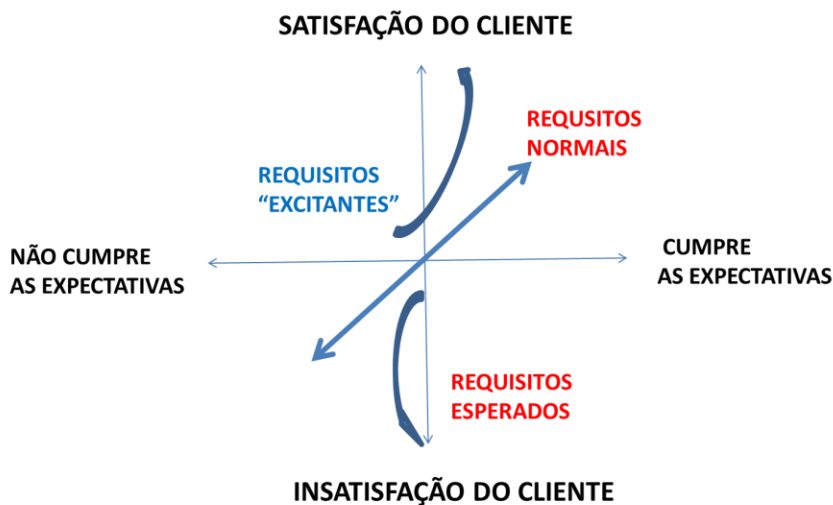 SATISFAÇÃO DO CLIENTE
REQUSITOS
NORMAIS
REQUISITOS
“EXCITANTES”
NÃO CUMPRE
AS EXPECTATIVAS
CUMPRE
AS EXPECTATIVAS
REQUISITOS
ESPERADOS
INSATISFAÇÃO DO CLIENTE